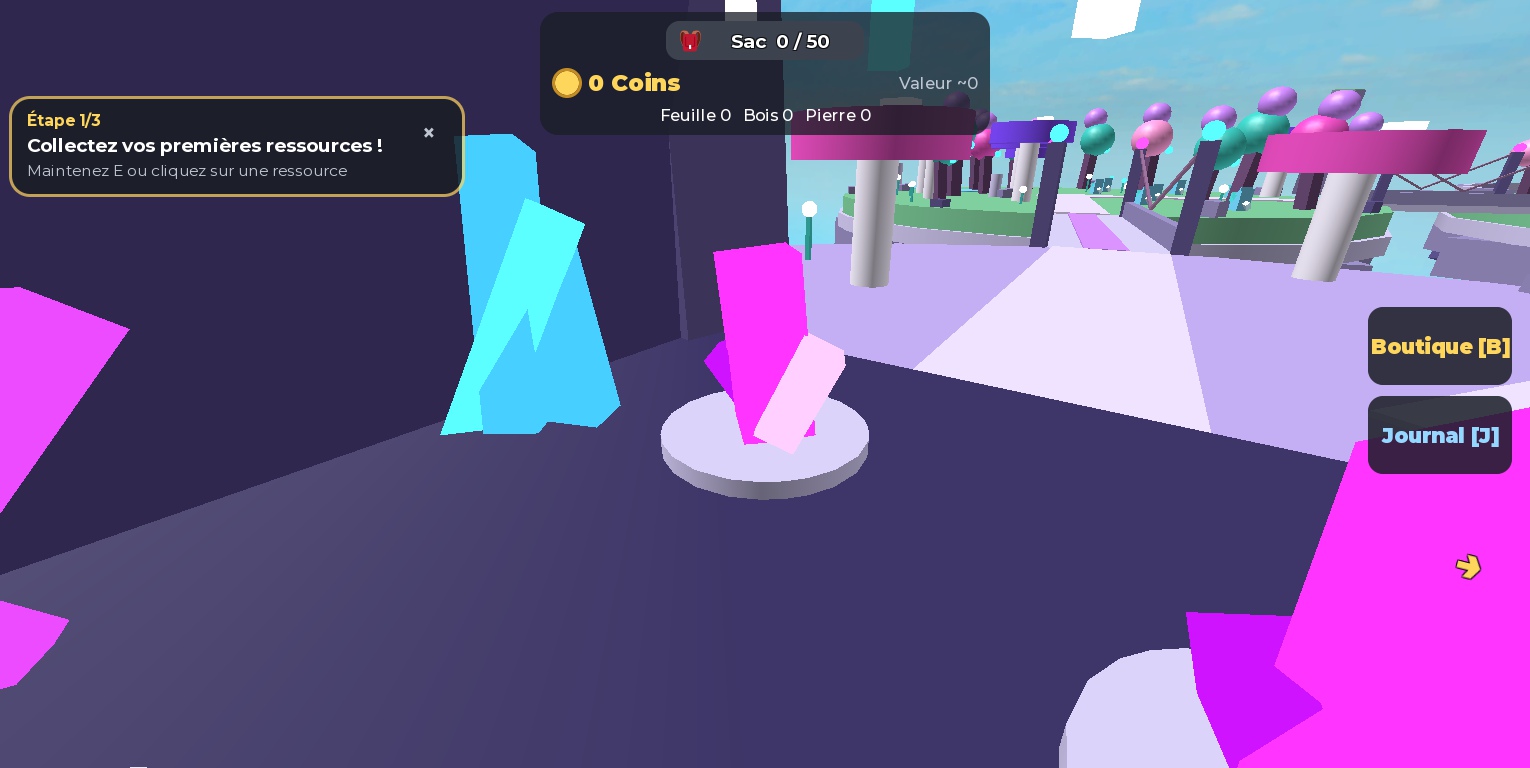 Sac 0 / 50
0 Coins
Valeur ~0
Feuille 0 Bois 0 Pierre 0
Étape 1/3
×
Collectez vos premières ressources !
Maintenez E ou cliquez sur une ressource
Boutique [B]
Journal [J]